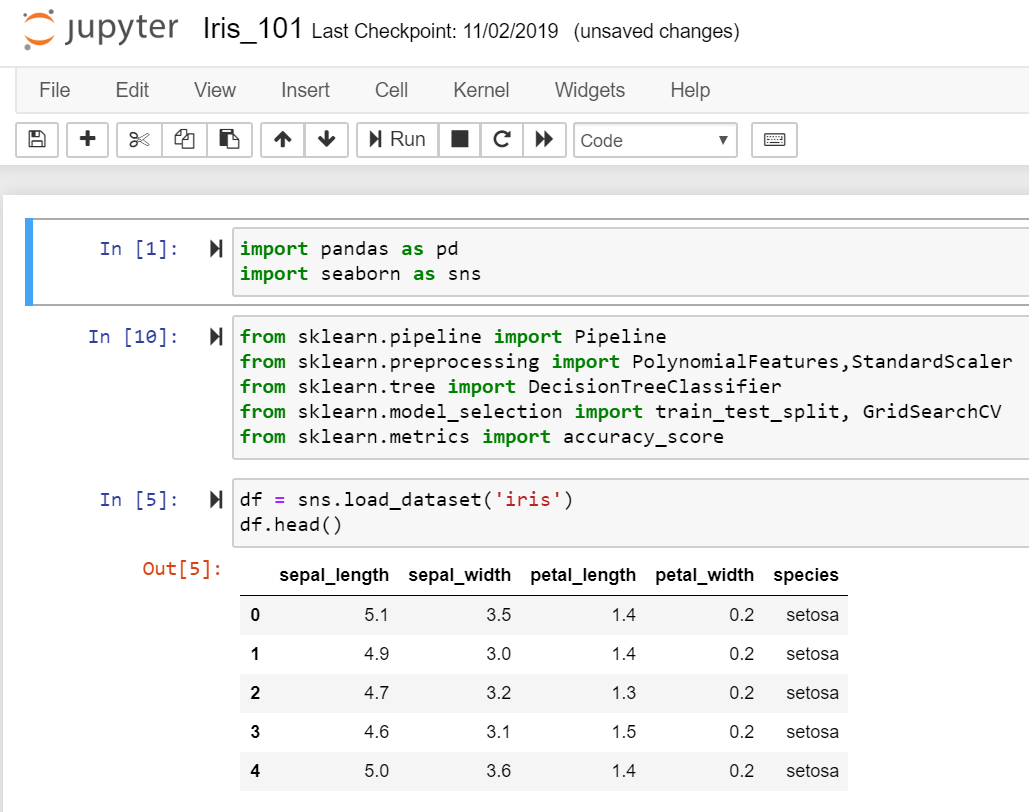 jupyter Iris_101 Last Checkpoint: 11/02/2019 (unsaved changes)
File Edit View Insert Cell Kernel Widgets Help
Run Code
In [1]: import pandas as pd
import seaborn as sns
In [10]: from sklearn.pipeline import Pipeline
from sklearn.preprocessing import PolynomialFeatures,StandardScaler
from sklearn.tree import DecisionTreeClassifier
from sklearn.model_selection import train_test_split, GridSearchCV
from sklearn.metrics import accuracy_score
In [5]: df = sns.load_dataset('iris')
df.head()
Out[5]:
sepal_length sepal_width petal_length petal_width species
0 5.1 3.5 1.4 0.2 setosa
1 4.9 3.0 1.4 0.2 setosa
2 4.7 3.2 1.3 0.2 setosa
3 4.6 3.1 1.5 0.2 setosa
4 5.0 3.6 1.4 0.2 setosa